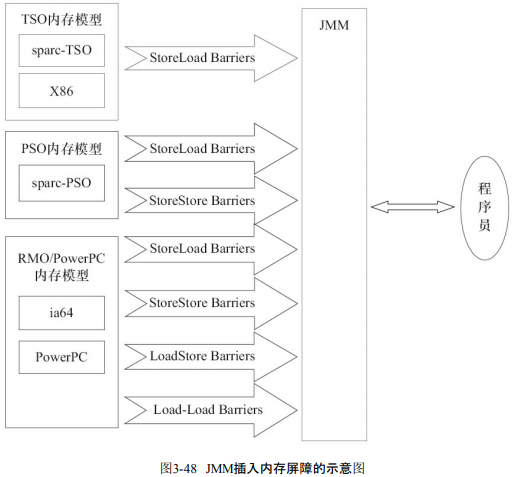 TSO内存模型
sparc-TSO
X86
StoreLoad Barriers
PSO内存模型
sparc-PSO
StoreLoad Barriers
StoreStore Barriers
RMO/PowerPC
内存模型
ia64
PowerPC
StoreLoad Barriers
StoreStore Barriers
LoadStore Barriers
Load-Load Barriers
JMM
程
序
员
图3-48 JMM插入内存屏障的示意图